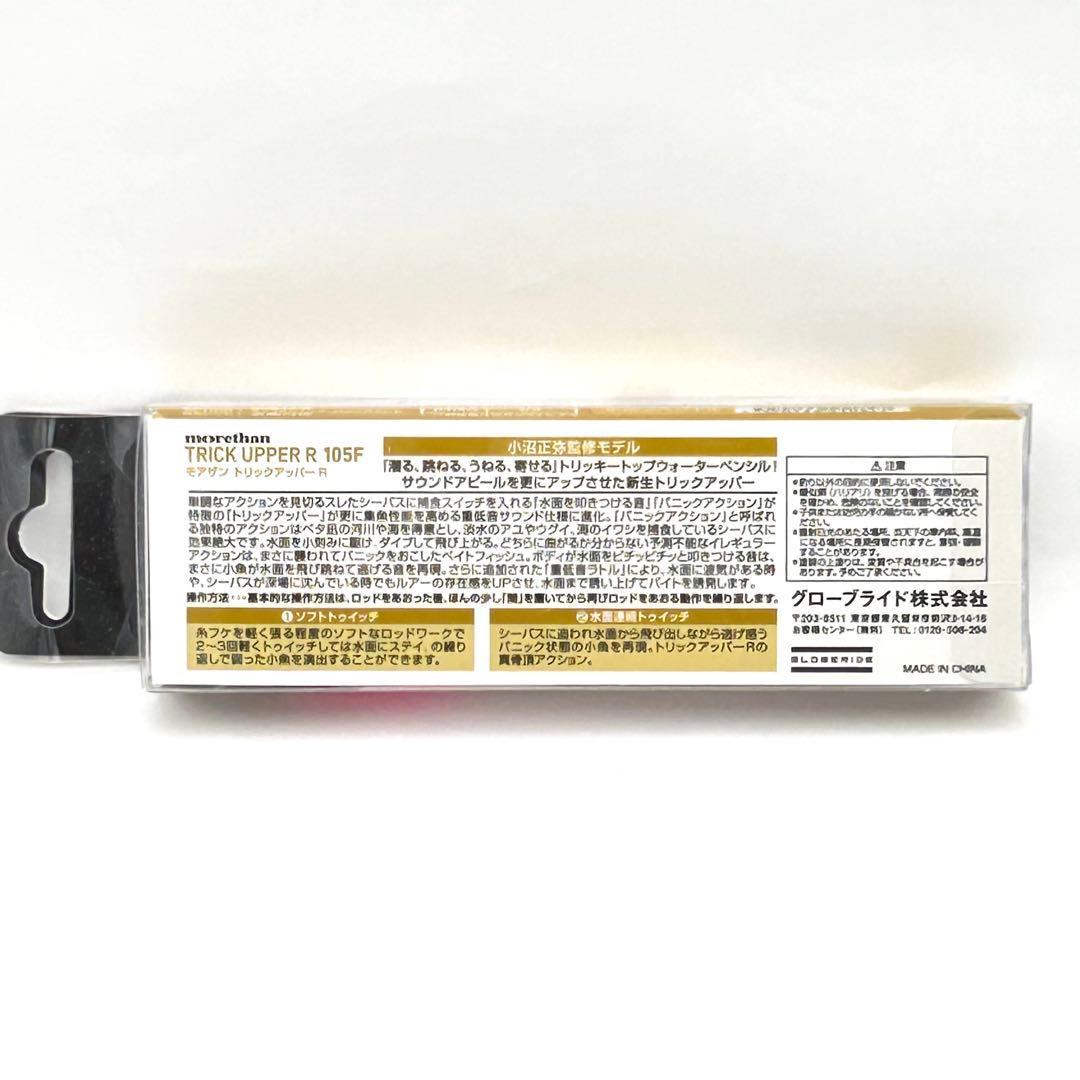 morethan
TRICK UPPER R 105F
モアザン トリックアッパー R
小沼正弥監修モデル
「潜る、跳ねる、うねる、寄せる」トリッキートップウォーターペンシル!
サウンドアピールを更にアップさせた新生トリックアッパー
単調なアクションを見切るスレたシーバスに捕食スイッチを入れる「水面を叩きつける音」「パニックアクション」が
特徴の「トリックアッパー」が更に集魚性能を高める重低音サウンド仕様に進化。「パニックアクション」と呼ばれ
る独特のアクションはベタ凪の河川や海を得意とし、淡水のアユやウグイ、海のイワシを捕食しているシーバスに
効果絶大です。水面を小刻みに駆け、ダイブして飛び上がる。どちらに曲がるか分からない予測不能なイレギュラー
アクションは、まさに襲われてパニックをおこしたベイトフィッシュ。ボディが水面をピチッピチッと叩きつける音は、
まさに小魚が水面を飛び跳ねて逃げる音を再現。さらに追加された「重低音ラトル」により、水面に波気がある時
や、シーバスが深場に沈んでいる時でもルアーの存在感をUPさせ、水面まで誘い上げてバイトを誘発します。
操作方法・・・基本的な操作方法は、ロッドをあおった後、ほんの少し「間」を置いてから再びロッドをあおる動作を繰り返します。
①ソフトトゥイッチ
糸フケを軽く張る程度のソフトなロッドワークで
2〜3回軽くトゥイッチしては水面にステイ。の繰り
返しで弱った小魚を演出することができます。
②水面連続トゥイッチ
シーバスに追われ水面から飛び出しながら逃げ惑う
パニック状態の小魚を再現。トリックアッパーRの
真骨頂アクション。
⚠注意
●釣り以外の目的に使用しないでください。
グローブライド株式会社
お客様センター(無料) TEL:0120-506-204
GLOBERIDE
MADE IN CHINA